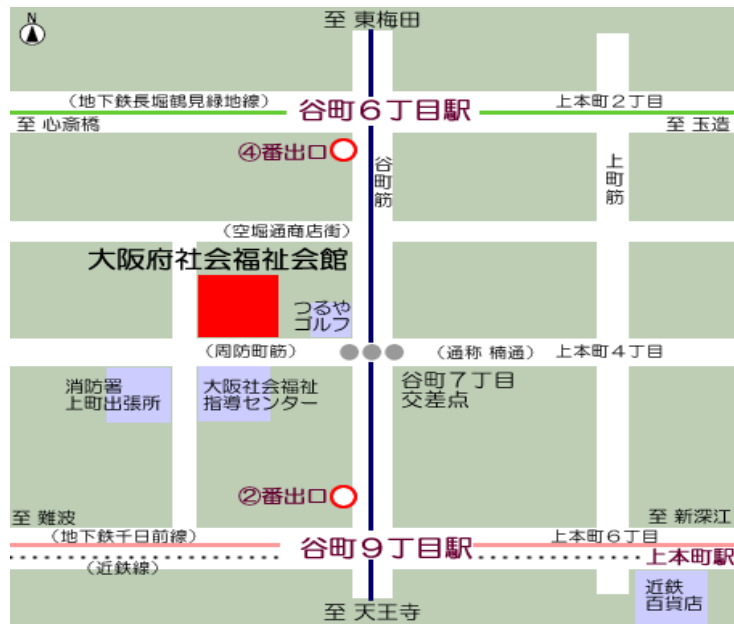 N
至 東梅田
(地下鉄長堀鶴見緑地線)
谷町6丁目駅
上本町2丁目
至 心斎橋
至 玉造
④番出口
谷町筋
上町筋
(空堀通商店街)
大阪府社会福祉会館
つるや
ゴルフ
(周防町筋)
(通称 楠通)
上本町4丁目
消防署
上町出張所
大阪社会福祉
指導センター
谷町7丁目
交差点
②番出口
至 難波
至 新深江
(地下鉄千日前線)
谷町9丁目駅
上本町6丁目
上本町駅
(近鉄線)
近鉄
百貨店
至 天王寺